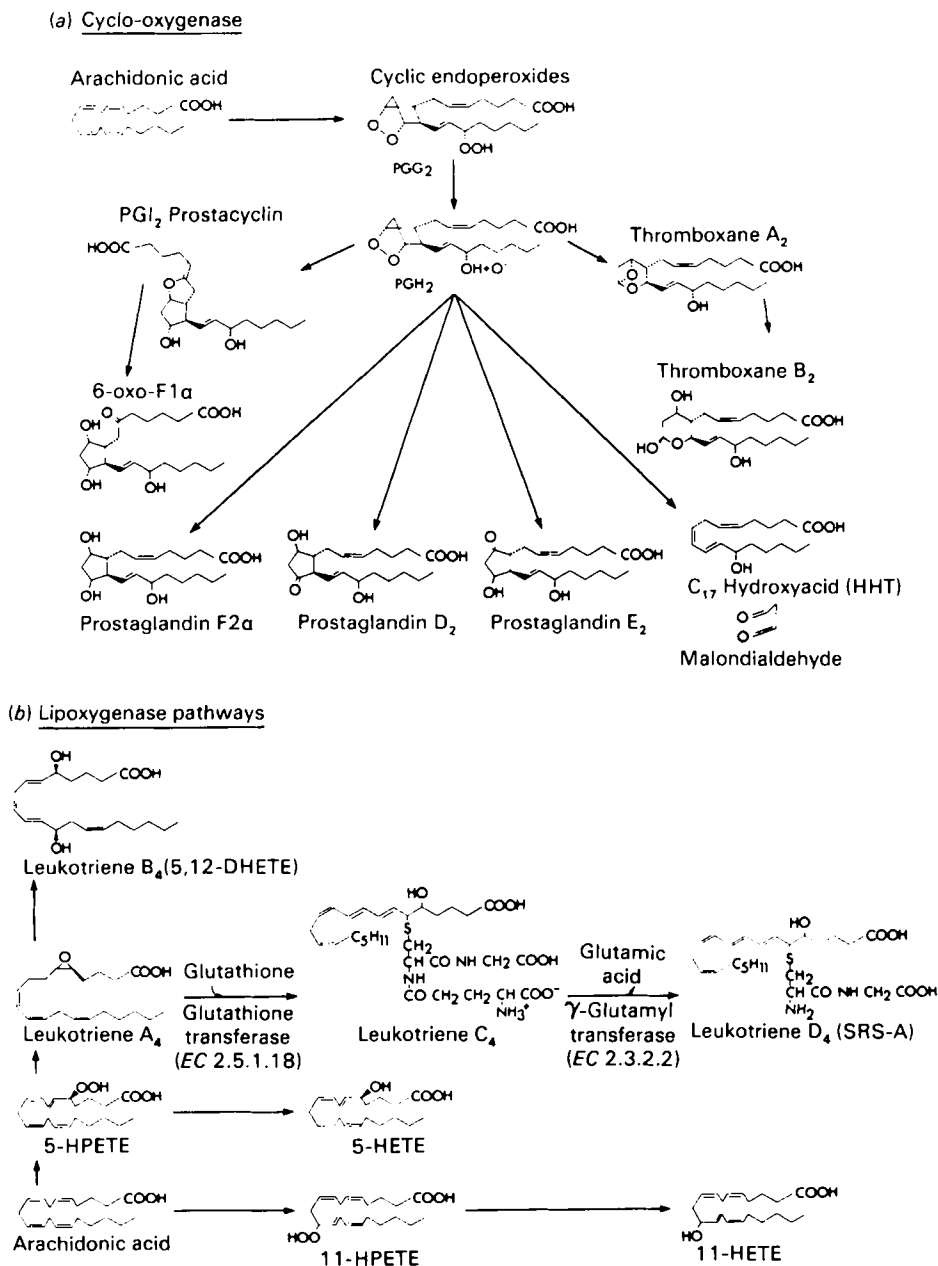 (a) Cyclo-oxygenase
Arachidonic acid
COOH
Cyclic endoperoxides
COOH
O
O
OOH
PGG₂
PGI₂ Prostacyclin
HOOC
O
OH
OH
COOH
O
O
OH+O⁻
PGH₂
Thromboxane A₂
COOH
O
O
OH
6-oxo-F1α
O
COOH
OH
OH
OH
Thromboxane B₂
OH
COOH
HO
O
OH
OH
COOH
OH
OH
Prostaglandin F2α
OH
COOH
O
OH
Prostaglandin D₂
O
COOH
OH
OH
Prostaglandin E₂
COOH
OH
C₁₇ Hydroxyacid (HHT)
O
O
Malondialdehyde
(b) Lipoxygenase pathways
OH
COOH
OH
Leukotriene B₄(5,12-DHETE)
O
COOH
Leukotriene A₄
Glutathione
Glutathione
transferase
(EC 2.5.1.18)
HO
COOH
C₅H₁₁
S
CH₂
CH CO NH CH₂ COOH
NH
CO CH₂CH₂ CH COO⁻
NH₃⁺
Leukotriene C₄
Glutamic
acid
γ-Glutamyl
transferase
(EC 2.3.2.2)
HO
COOH
C₅H₁₁
S
CH₂
CH CO NH CH₂ COOH
NH₂
Leukotriene D₄ (SRS-A)
OOH
COOH
5-HPETE
OH
COOH
5-HETE
COOH
Arachidonic acid
COOH
HOO
11-HPETE
COOH
HO
11-HETE